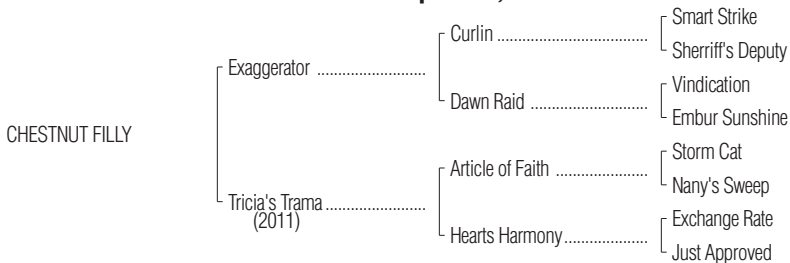 Smart Strike
Curlin
Sherriff's Deputy
Exaggerator
Vindication
Dawn Raid
Embur Sunshine
CHESTNUT FILLY
Storm Cat
Article of Faith
Nany's Sweep
Tricia's Trama
(2011)
Exchange Rate
Hearts Harmony
Just Approved